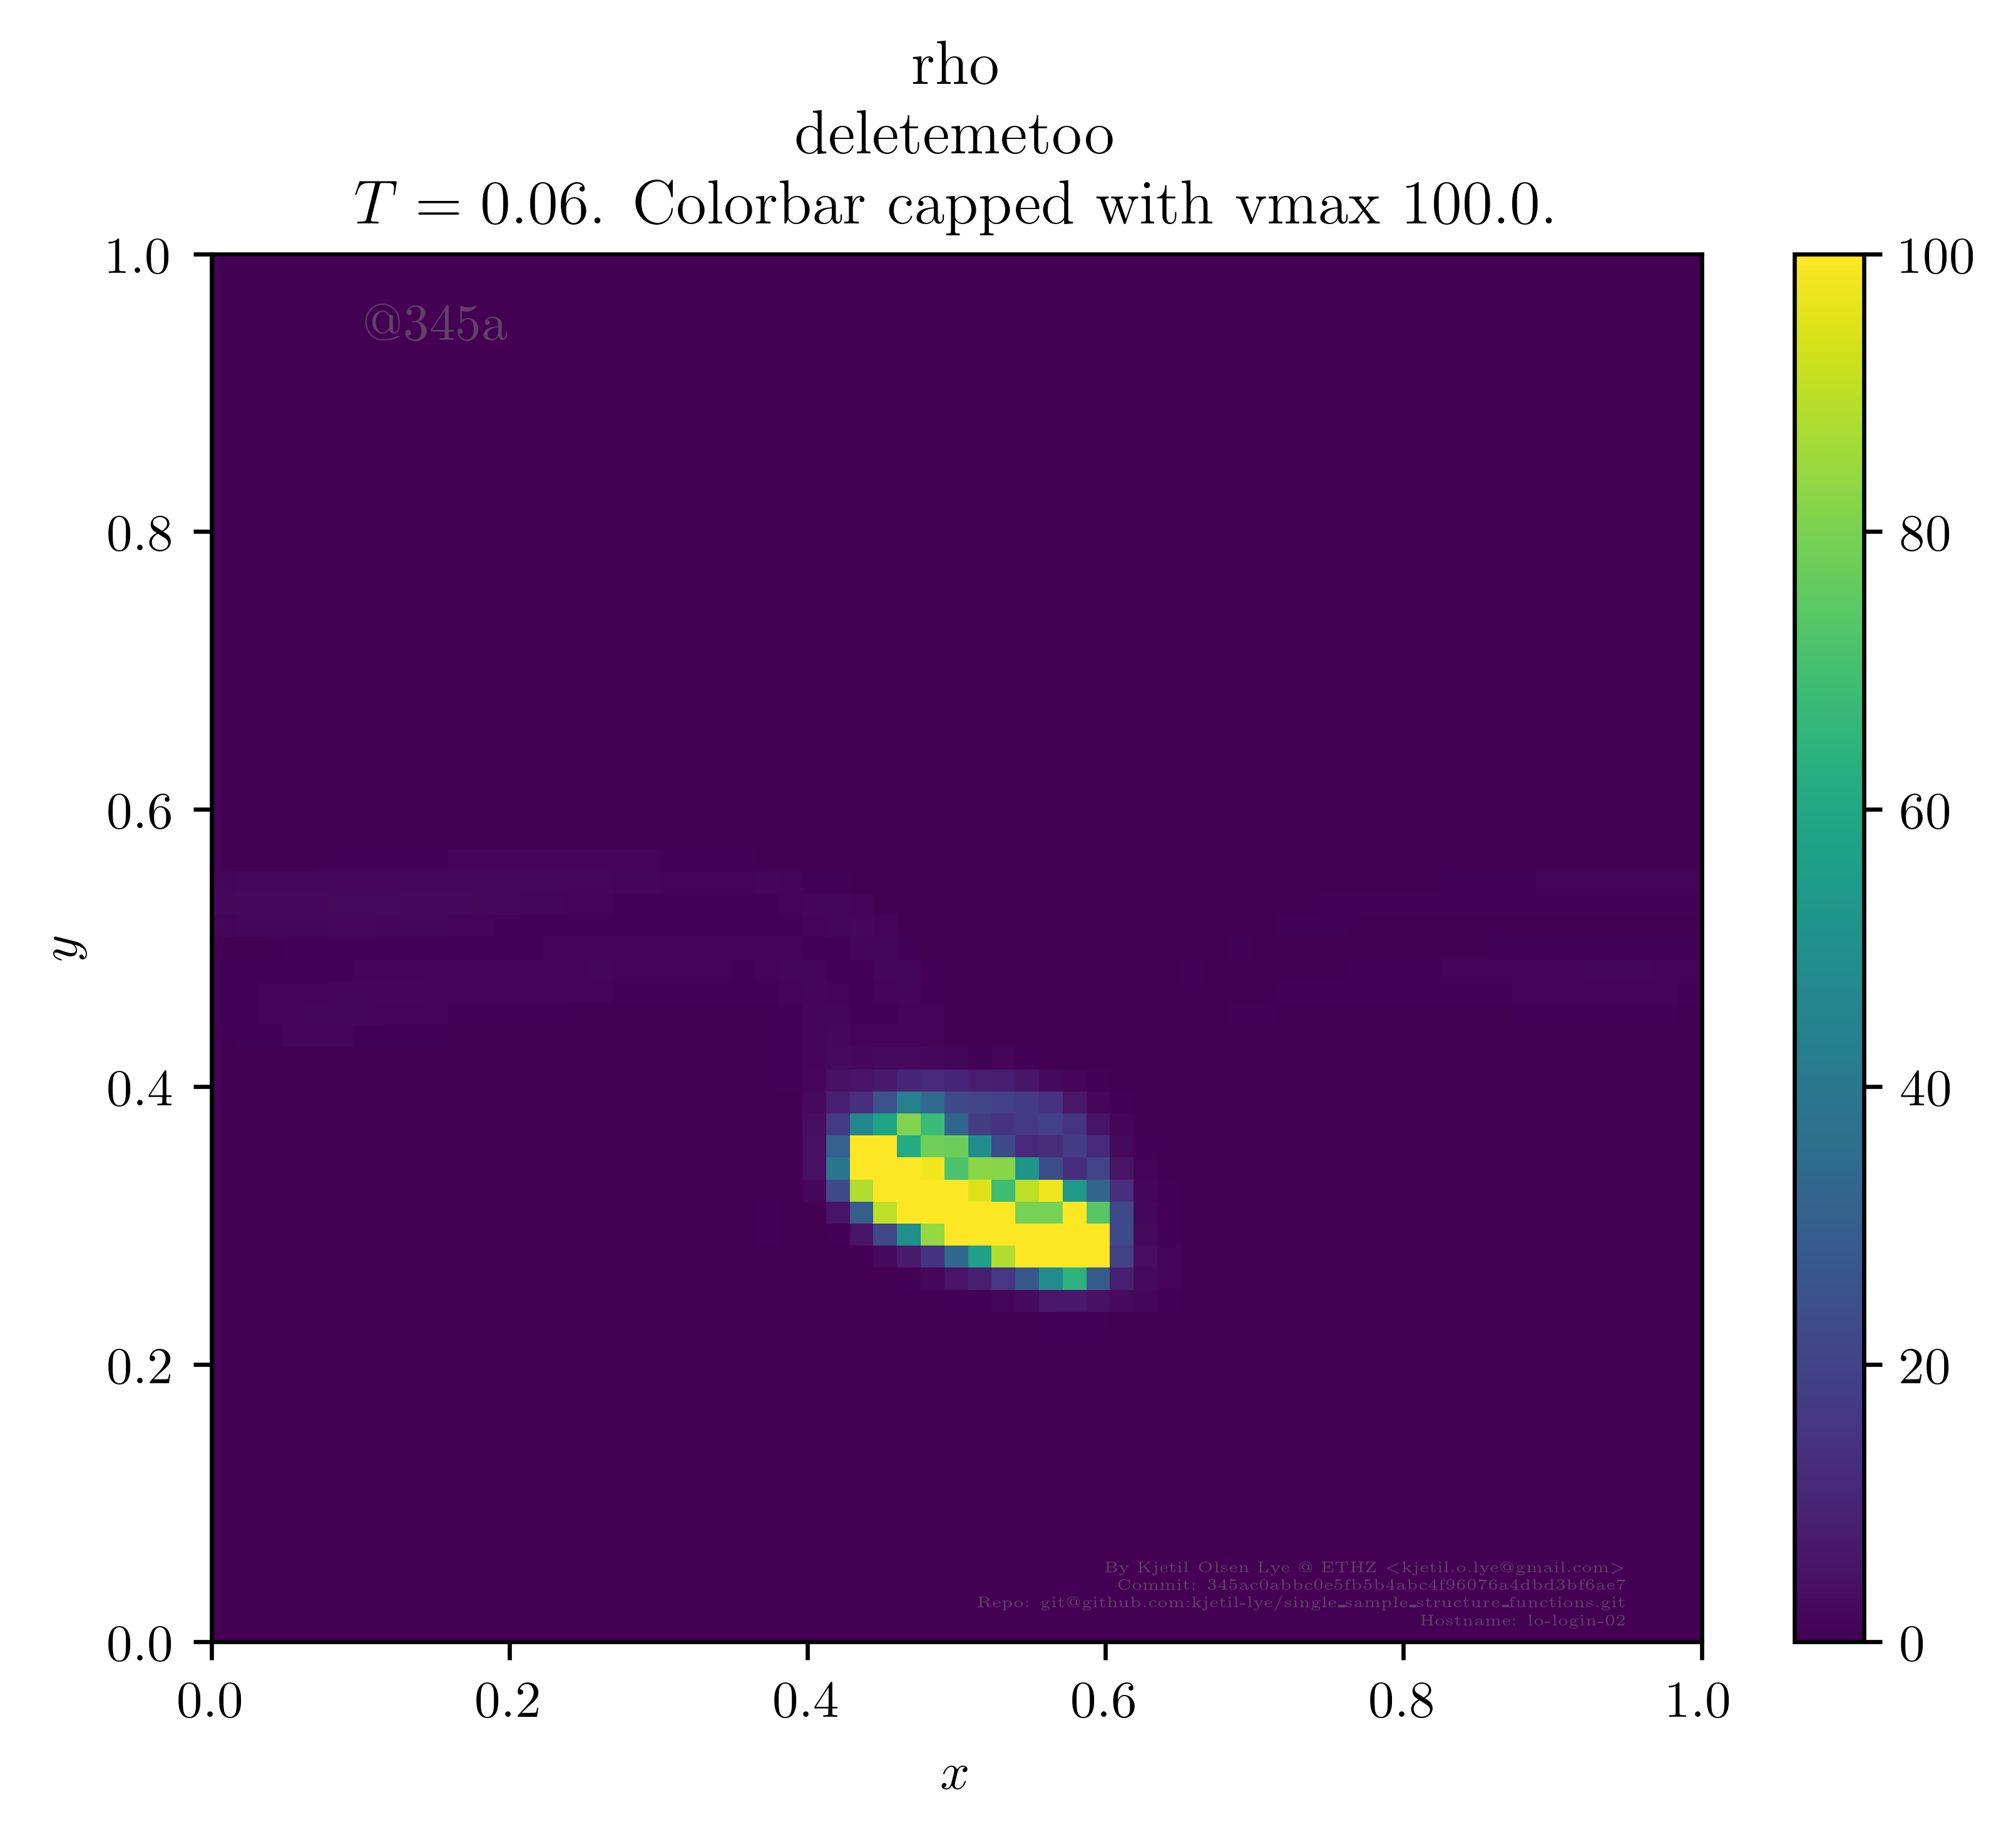 rho
deletemetoo
T = 0.06. Colorbar capped with vmax 100.0.
1.0
0.8
0.6
0.4
0.2
0.0
y
0.0 0.2 0.4 0.6 0.8 1.0
x
100
80
60
40
20
0
@345a
By Kjetil Olsen Lye @ ETHZ <kjetil.o.lye@gmail.com>
Commit: 345ac0abbc0e5fb5b4abc4f96076a4dbd3bf6ae7
Repo: git@github.com:kjetil-lye/single_sample_structure_functions.git
Hostname: lo-login-02